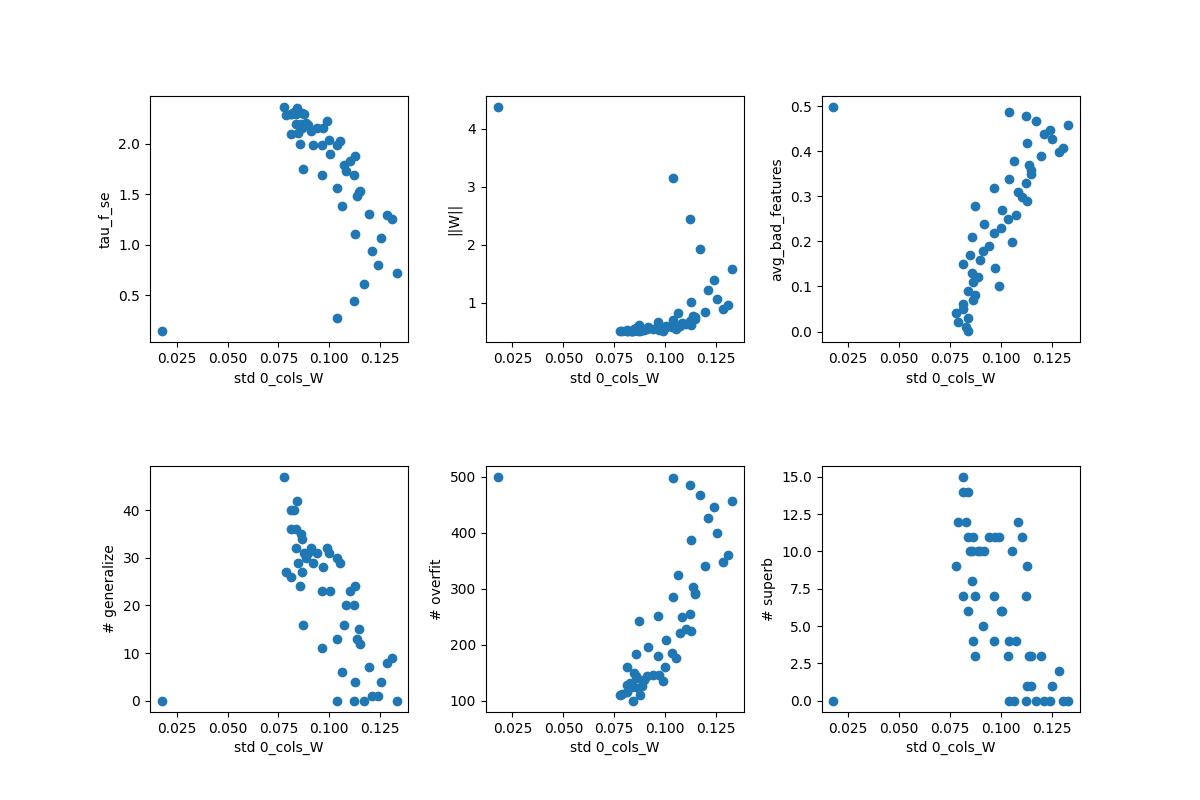 tau_f_se
2.0
1.5
1.0
0.5
0.025 0.050 0.075 0.100 0.125
std 0_cols_W
||W||
4
3
2
1
0.025 0.050 0.075 0.100 0.125
std 0_cols_W
avg_bad_features
0.5
0.4
0.3
0.2
0.1
0.0
0.025 0.050 0.075 0.100 0.125
std 0_cols_W
# generalize
40
30
20
10
0
0.025 0.050 0.075 0.100 0.125
std 0_cols_W
# overfit
500
400
300
200
100
0.025 0.050 0.075 0.100 0.125
std 0_cols_W
# superb
15.0
12.5
10.0
7.5
5.0
2.5
0.0
0.025 0.050 0.075 0.100 0.125
std 0_cols_W